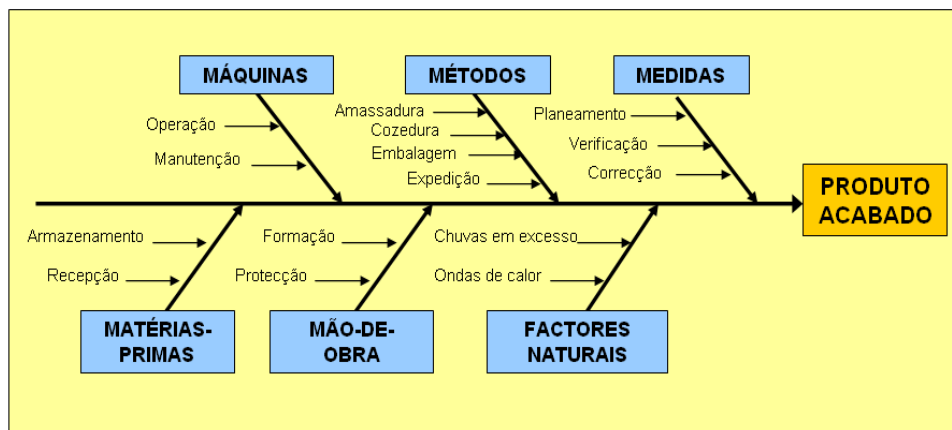 MÁQUINAS
MÉTODOS
MEDIDAS
Operação
Manutenção
Amassadura
Cozedura
Embalagem
Expedição
Planeamento
Verificação
Correcção
PRODUTO
ACABADO
Armazenamento
Recepção
Formação
Protecção
Chuvas em excesso
Ondas de calor
MATÉRIAS-
PRIMAS
MÃO-DE-
OBRA
FACTORES
NATURAIS